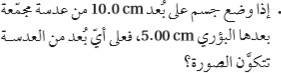 . إذا وضع جسم على بُعد 10.0 cm من عدسة مجمّعة
بعدها البؤري 5.00 cm، فعلى أيّ بُعد من العدسة
تتكوّن الصورة؟